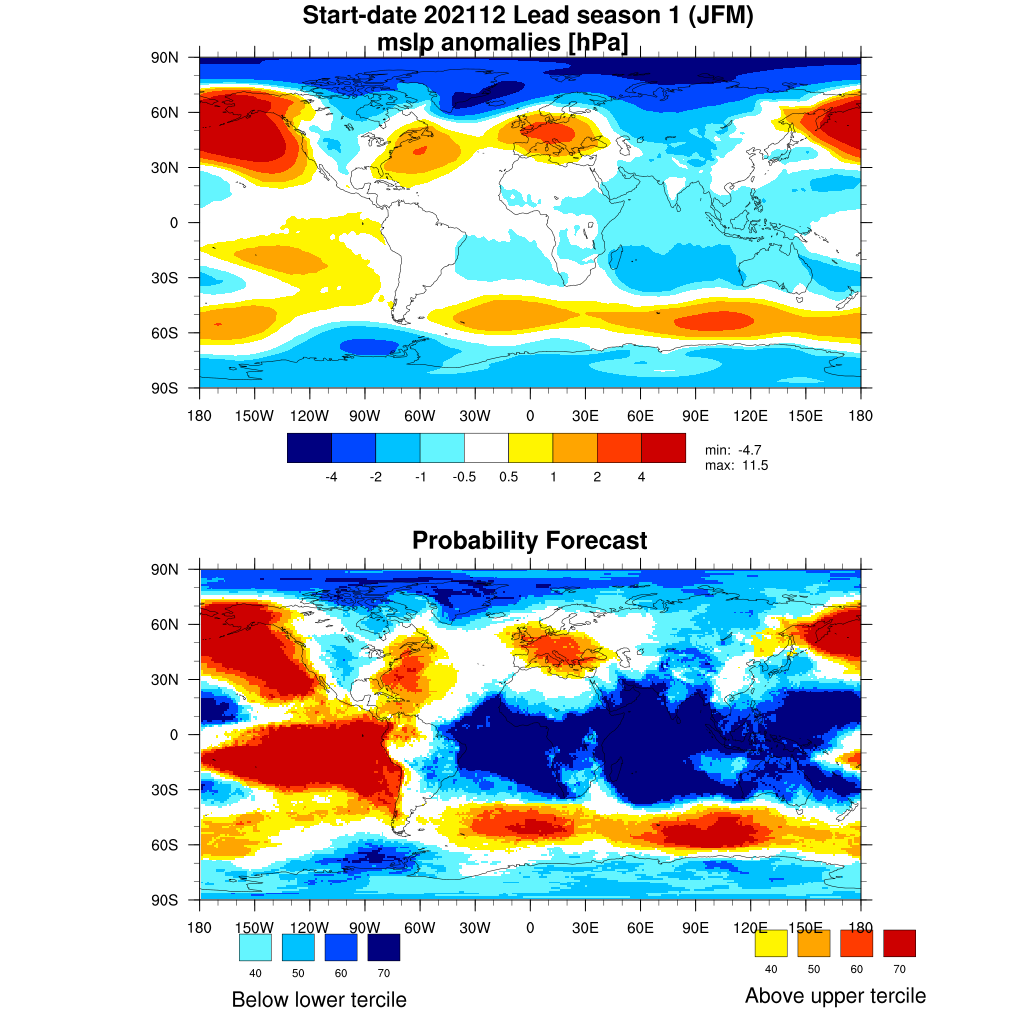 Start-date 202112 Lead season 1 (JFM)
mslp anomalies [hPa]
90N
60N
30N
0
30S
60S
90S
180 150W 120W 90W 60W 30W 0 30E 60E 90E 120E 150E 180
-4 -2 -1 -0.5 0.5 1 2 4
min: -4.7
max: 11.5
Probability Forecast
90N
60N
30N
0
30S
60S
90S
180 150W 120W 90W 60W 30W 0 30E 60E 90E 120E 150E 180
40 50 60 70
40 50 60 70
Below lower tercile
Above upper tercile